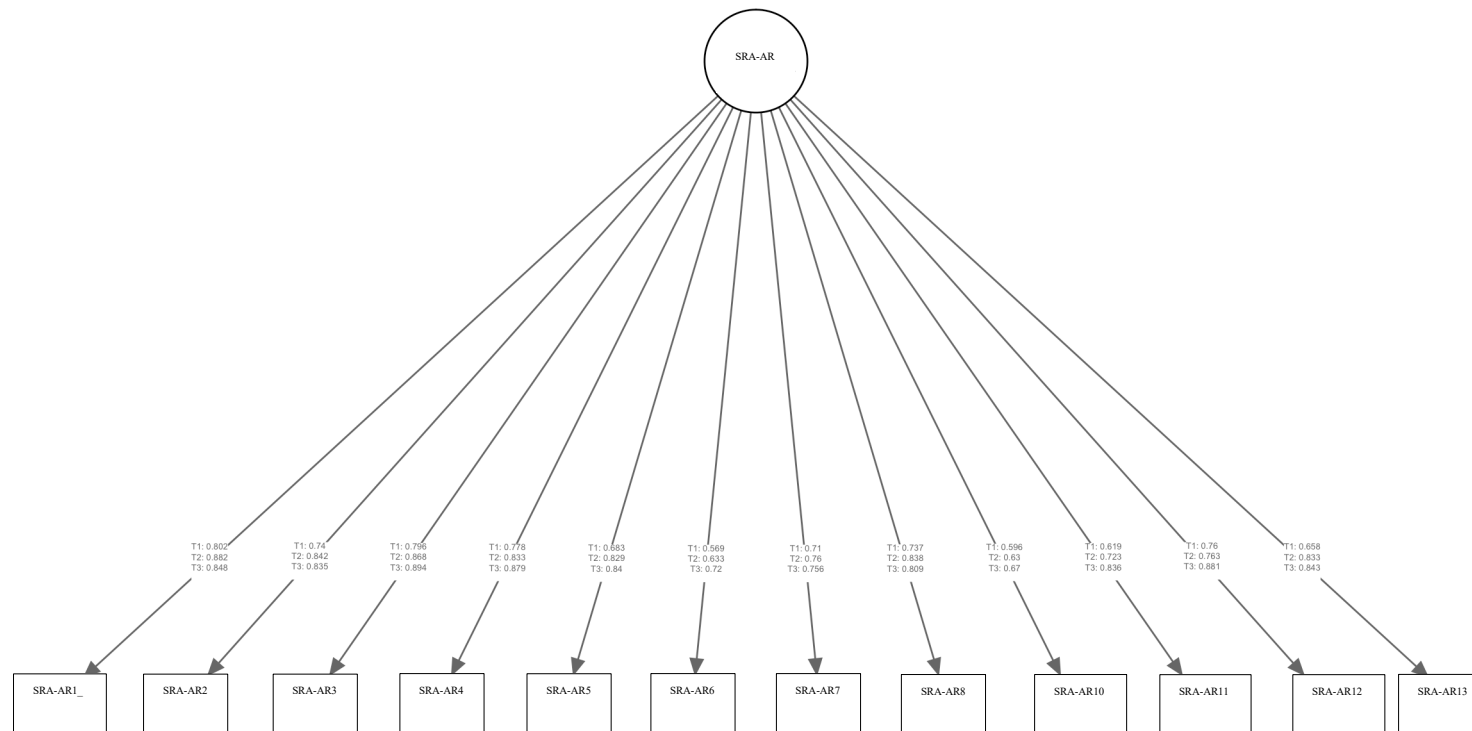 SRA-AR
T1: 0.802
T2: 0.882
T3: 0.848
T1: 0.74
T2: 0.842
T3: 0.835
T1: 0.796
T2: 0.868
T3: 0.894
T1: 0.778
T2: 0.833
T3: 0.879
T1: 0.683
T2: 0.829
T3: 0.84
T1: 0.569
T2: 0.633
T3: 0.72
T1: 0.71
T2: 0.76
T3: 0.756
T1: 0.737
T2: 0.838
T3: 0.809
T1: 0.596
T2: 0.63
T3: 0.67
T1: 0.619
T2: 0.723
T3: 0.836
T1: 0.76
T2: 0.763
T3: 0.881
T1: 0.658
T2: 0.833
T3: 0.843
SRA-AR1_
SRA-AR2
SRA-AR3
SRA-AR4
SRA-AR5
SRA-AR6
SRA-AR7
SRA-AR8
SRA-AR10
SRA-AR11
SRA-AR12
SRA-AR13